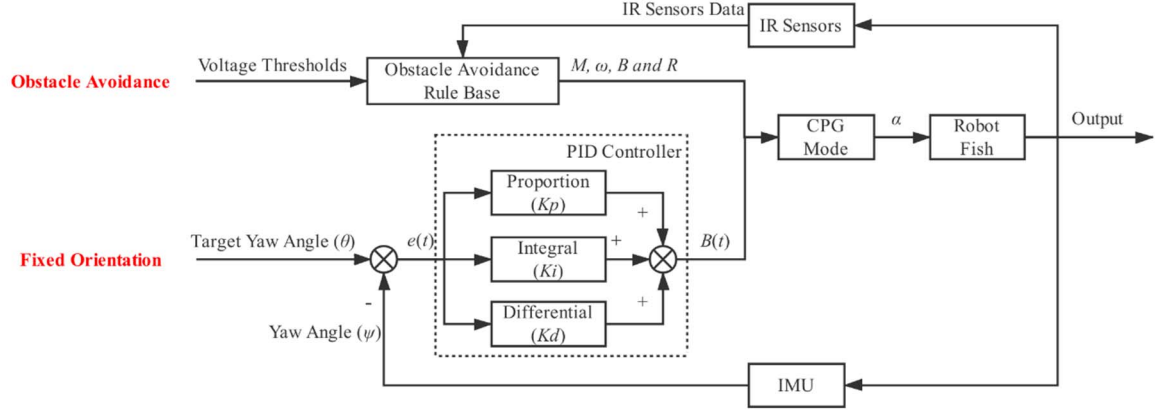 IR Sensors Data
IR Sensors
Obstacle Avoidance
Voltage Thresholds
Obstacle Avoidance
Rule Base
M, ω, B and R
CPG
Mode
α
Robot
Fish
Output
PID Controller
Proportion
(Kp)
+
Fixed Orientation
Target Yaw Angle (θ)
e(t)
Integral
(Ki)
+
B(t)
-
Yaw Angle (ψ)
Differential
(Kd)
+
IMU